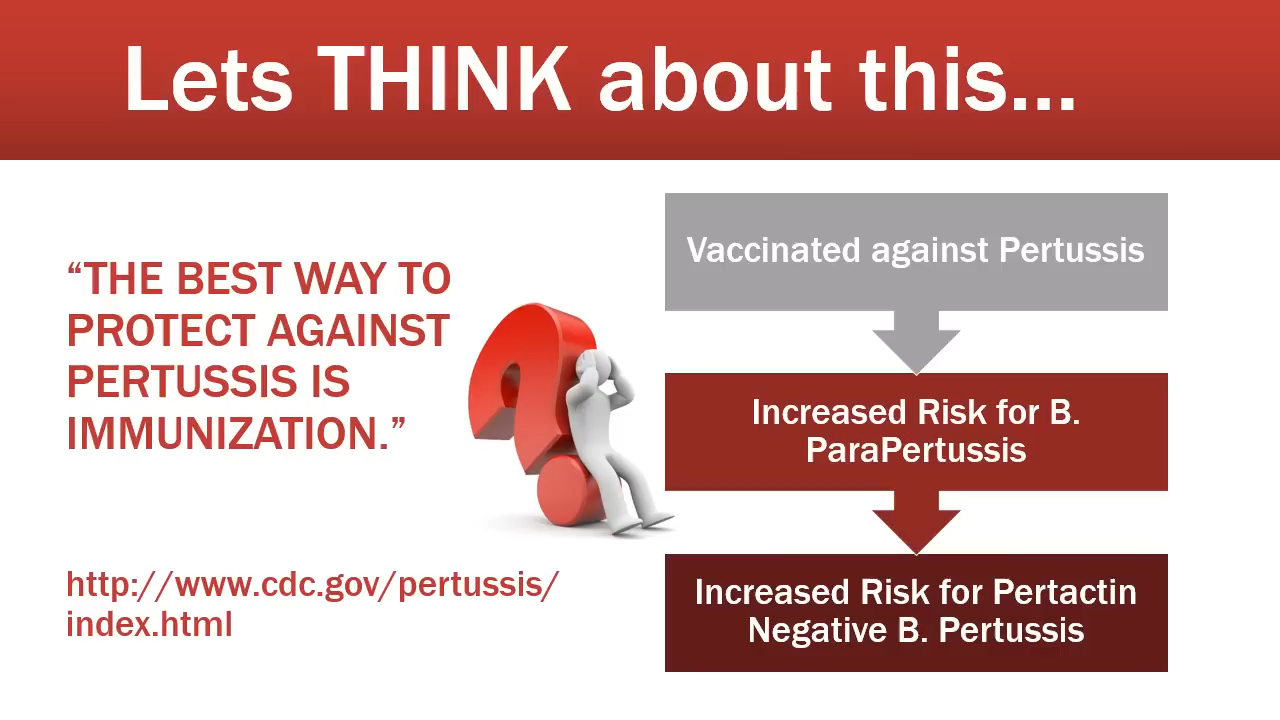 Lets THINK about this...
“THE BEST WAY TO
PROTECT AGAINST
PERTUSSIS IS
IMMUNIZATION.”
http://www.cdc.gov/pertussis/
index.html
Vaccinated against Pertussis
Increased Risk for B.
ParaPertussis
Increased Risk for Pertactin
Negative B. Pertussis